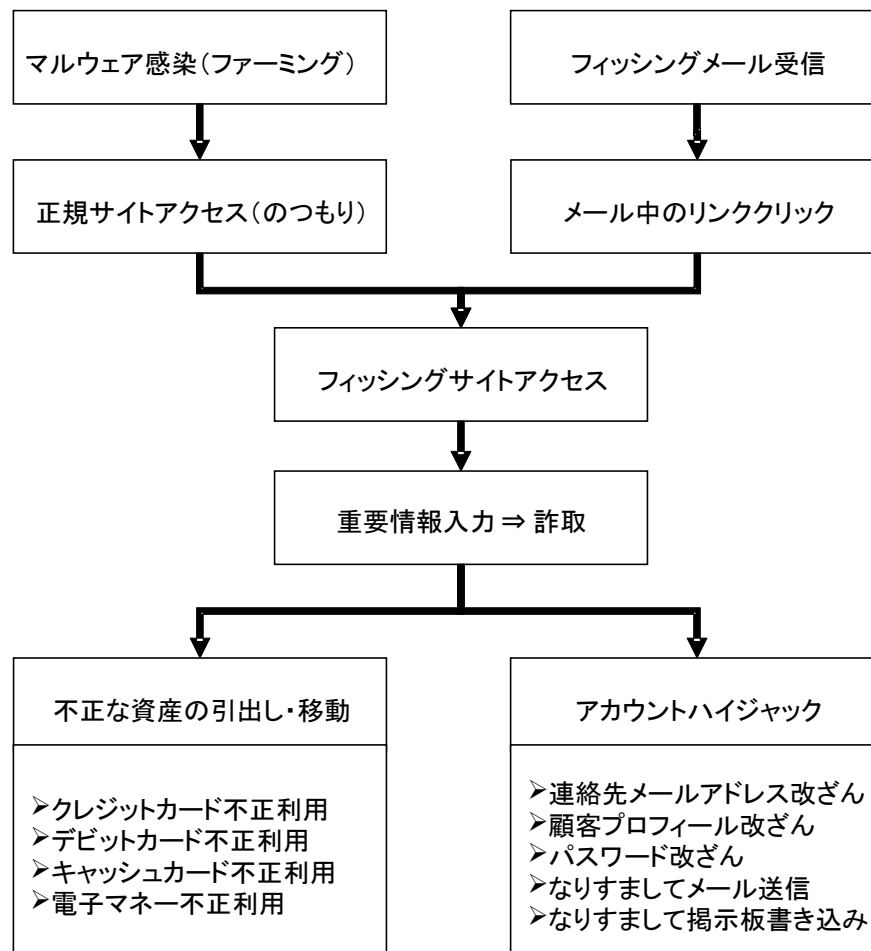 マルウェア感染(ファーミング)
フィッシングメール受信
正規サイトアクセス(のつもり)
メール中のリンククリック
フィッシングサイトアクセス
重要情報入力 ⇒ 詐取
不正な資産の引出し・移動
➢クレジットカード不正利用
➢デビットカード不正利用
➢キャッシュカード不正利用
➢電子マネー不正利用
アカウントハイジャック
➢連絡先メールアドレス改ざん
➢顧客プロフィール改ざん
➢パスワード改ざん
➢なりすましてメール送信
➢なりすまして掲示板書き込み